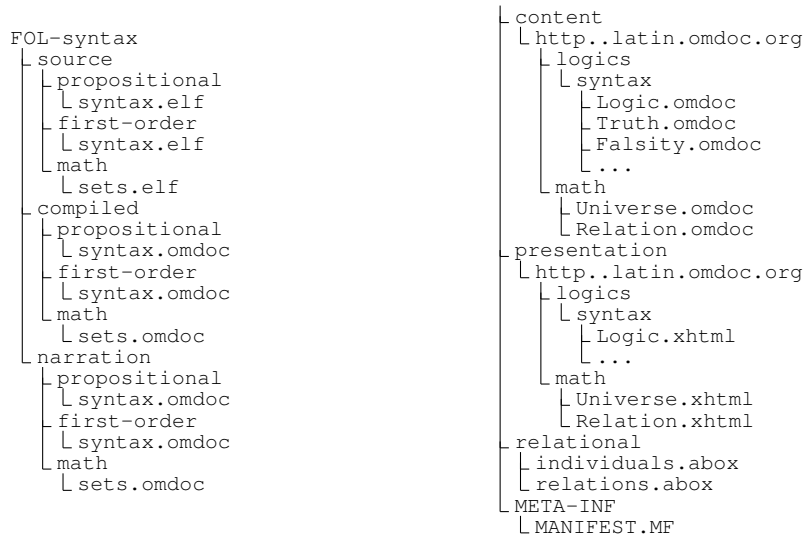 FOL-syntax
source
propositional
syntax.elf
first-order
syntax.elf
math
sets.elf
compiled
propositional
syntax.omdoc
first-order
syntax.omdoc
math
sets.omdoc
narration
propositional
syntax.omdoc
first-order
syntax.omdoc
math
sets.omdoc
content
http..latin.omdoc.org
logics
syntax
Logic.omdoc
Truth.omdoc
Falsity.omdoc
...
math
Universe.omdoc
Relation.omdoc
presentation
http..latin.omdoc.org
logics
syntax
Logic.xhtml
...
math
Universe.xhtml
Relation.xhtml
relational
individuals.abox
relations.abox
META-INF
MANIFEST.MF